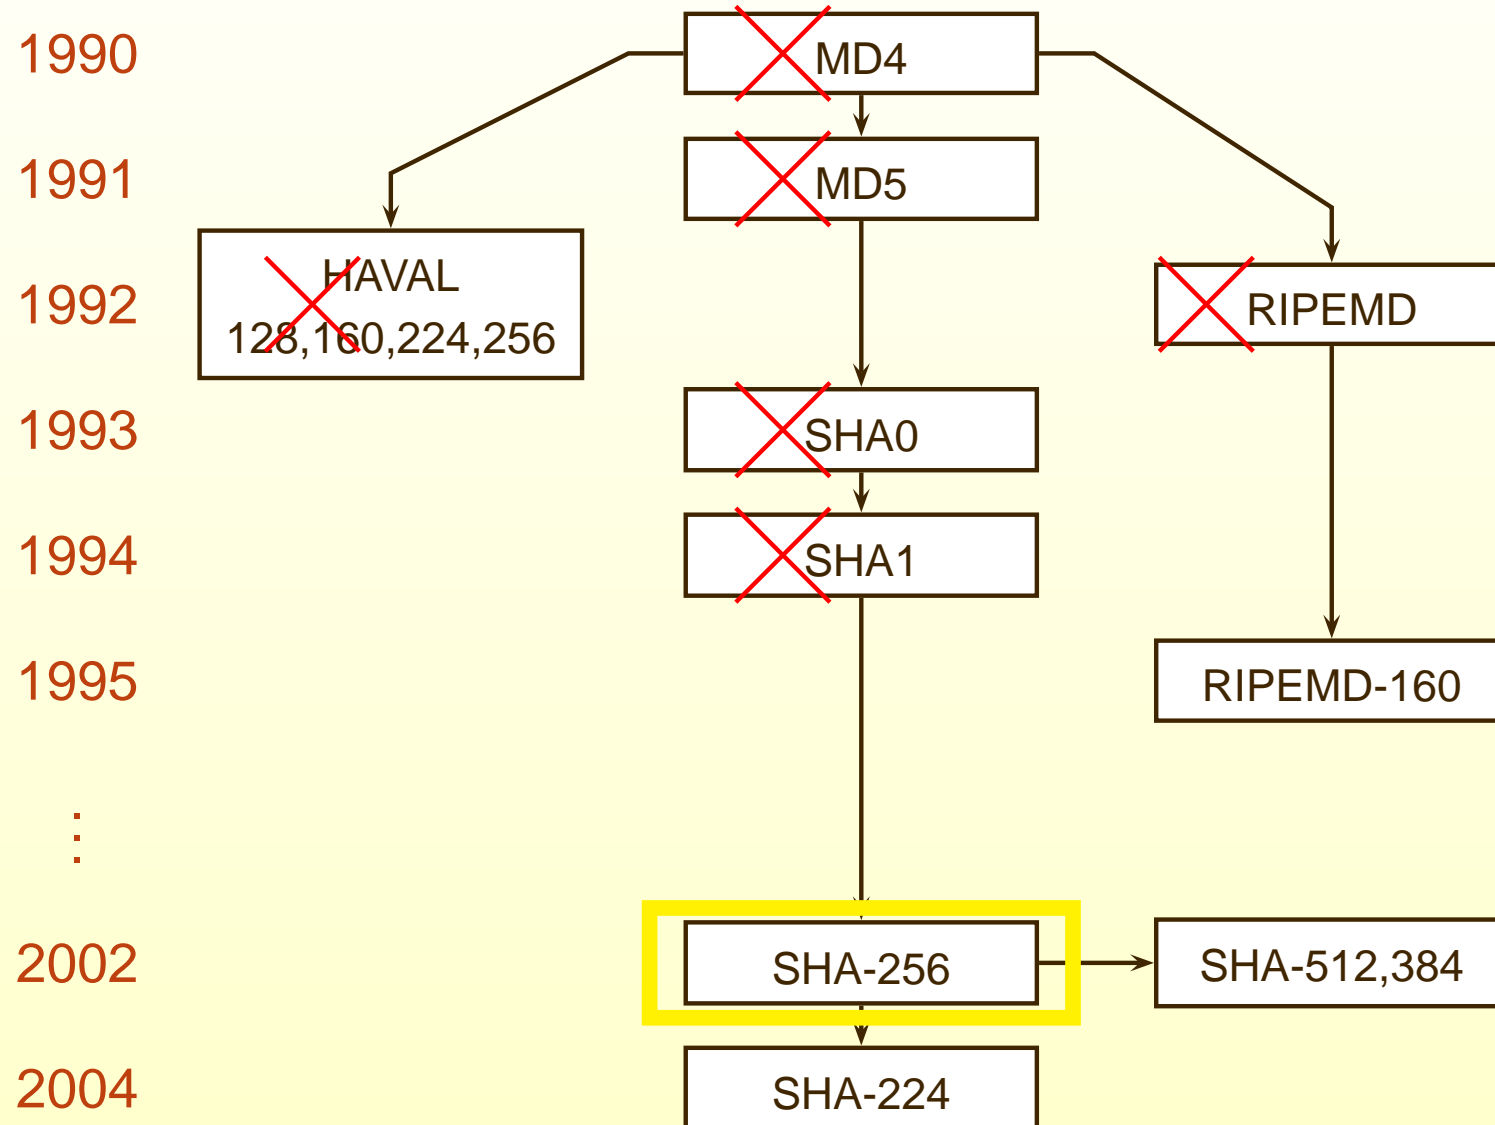 1990
MD4
1991
MD5
HAVAL
128,160,224,256
1992
RIPEMD
1993
SHA0
1994
SHA1
1995
RIPEMD-160
⋮
2002
SHA-256
SHA-512,384
2004
SHA-224